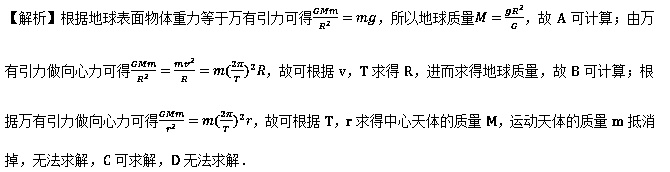 【解析】根据地球表面物体重力等于万有引力可得$\frac{GMm}{R^2}=mg$，所以地球质量$M=\frac{gR^2}{G}$，故 A 可计算；由万
有引力做向心力可得$\frac{GMm}{R^2}=\frac{mv^2}{R}=m(\frac{2\pi}{T})^2R$，故可根据 v，T 求得 R，进而求得地球质量，故 B 可计算；根
据万有引力做向心力可得$\frac{GMm}{r^2}=m(\frac{2\pi}{T})^2r$，故可根据 T，r 求得中心天体的质量 M，运动天体的质量 m 抵消
掉，无法求解，C 可求解，D 无法求解．